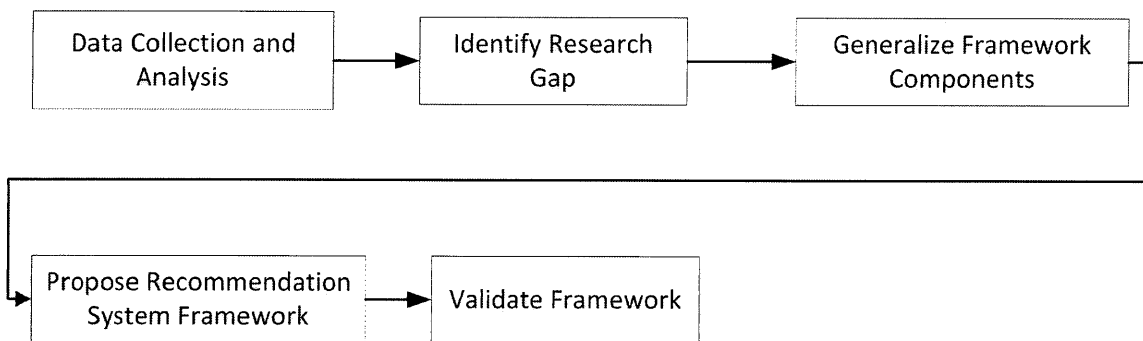 Data Collection and
Analysis
Identify Research
Gap
Generalize Framework
Components
Propose Recommendation
System Framework
Validate Framework